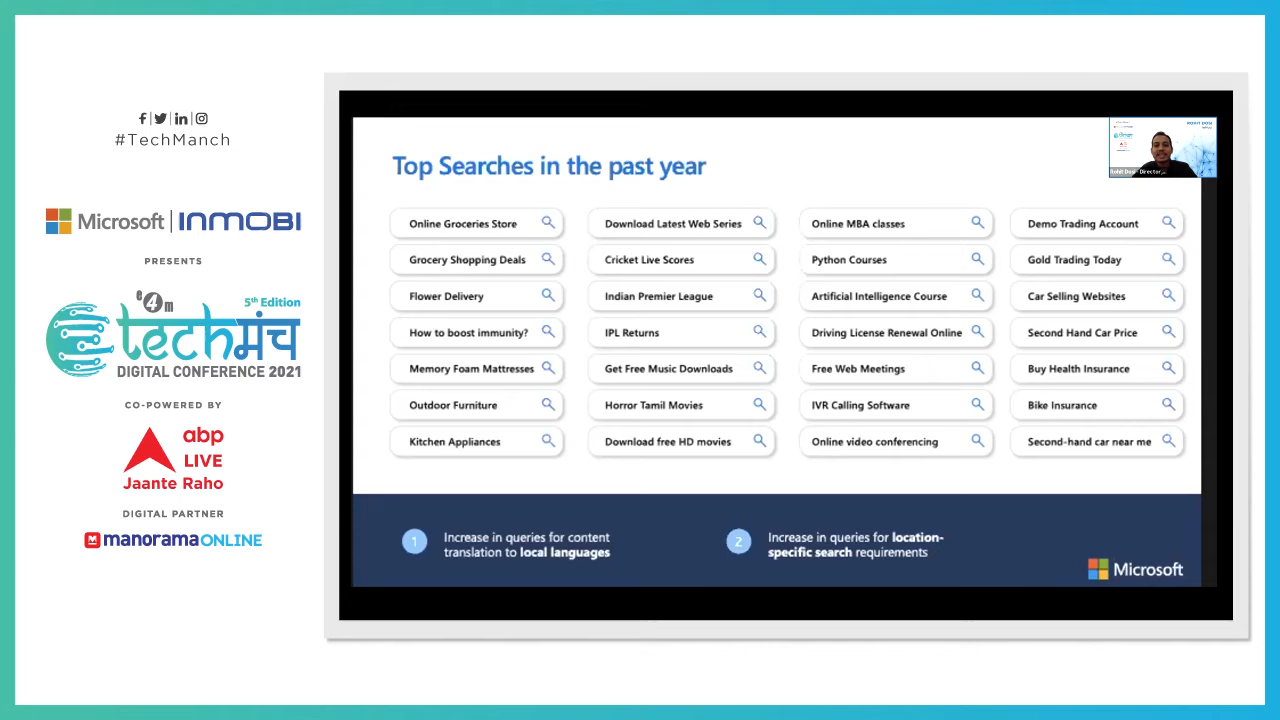 #TechManch
Microsoft | INMOBI
PRESENTS
e4m
5th Edition
techमंच
DIGITAL CONFERENCE 2021
CO-POWERED BY
abp
LIVE
Jaante Raho
DIGITAL PARTNER
manoramaONLINE
ROHIT DOSI
Rohit Dosi - Director,...
Top Searches in the past year
Online Groceries Store
Grocery Shopping Deals
Flower Delivery
How to boost immunity?
Memory Foam Mattresses
Outdoor Furniture
Kitchen Appliances
Download Latest Web Series
Cricket Live Scores
Indian Premier League
IPL Returns
Get Free Music Downloads
Horror Tamil Movies
Download free HD movies
Online MBA classes
Python Courses
Artificial Intelligence Course
Driving License Renewal Online
Free Web Meetings
IVR Calling Software
Online video conferencing
Demo Trading Account
Gold Trading Today
Car Selling Websites
Second Hand Car Price
Buy Health Insurance
Bike Insurance
Second-hand car near me
1
Increase in queries for content
translation to local languages
2
Increase in queries for location-
specific search requirements
Microsoft